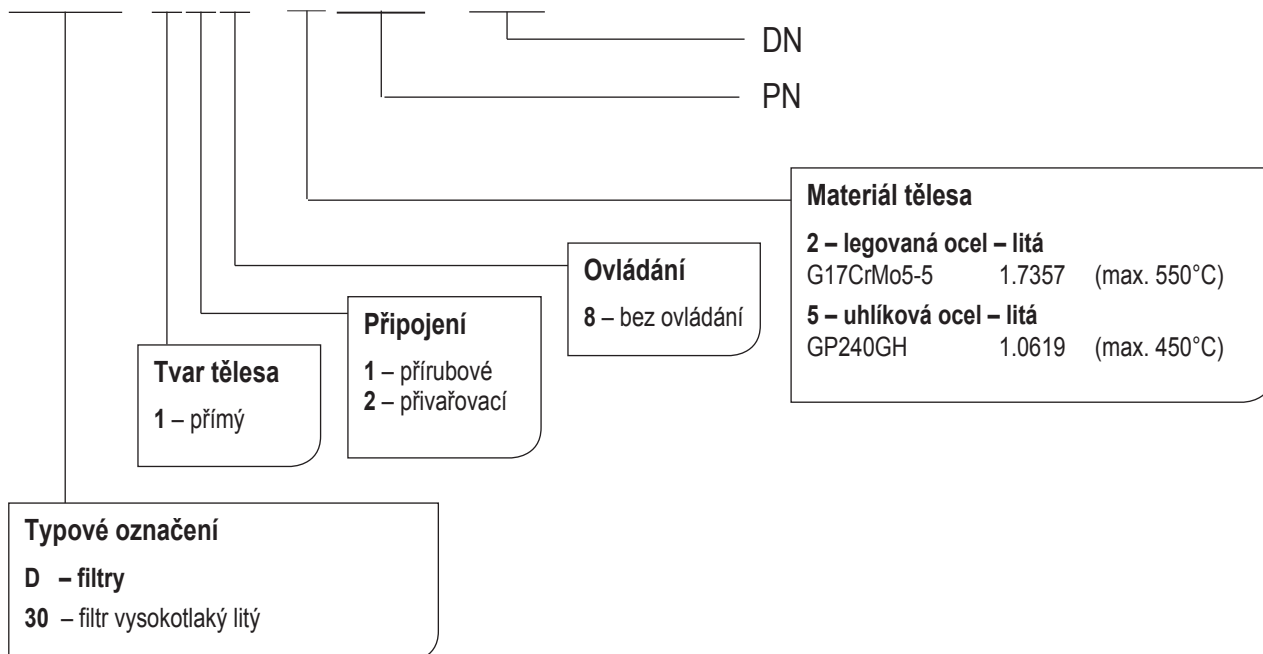 DN
PN
Materiál tělesa
2 – legovaná ocel – litá
G17CrMo5-5 1.7357 (max. 550°C)
5 – uhlíková ocel – litá
GP240GH 1.0619 (max. 450°C)
Ovládání
8 – bez ovládání
Připojení
1 – přírubové
2 – přivařovací
Tvar tělesa
1 – přímý
Typové označení
D – filtry
30 – filtr vysokotlaký litý